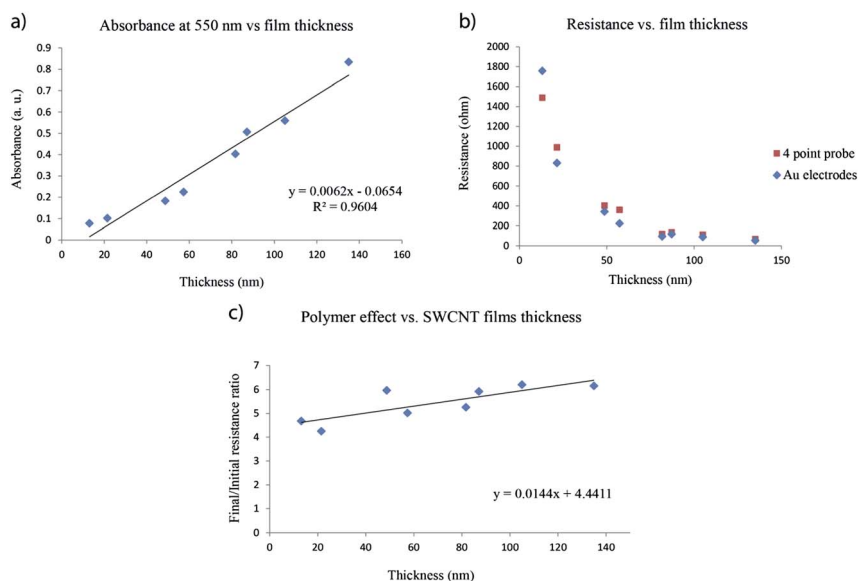 a)
Absorbance at 550 nm vs film thickness
0.9
0.8
0.7
0.6
0.5
0.4
0.3
0.2
0.1
0
Absorbance (a. u.)
y = 0.0062x - 0.0654
R² = 0.9604
0 20 40 60 80 100 120 140 160
Thickness (nm)
b)
Resistance vs. film thickness
2000
1800
1600
1400
1200
1000
800
600
400
200
0
Resistance (ohm)
4 point probe
Au electrodes
0 50 100 150
Thickness (nm)
c)
Polymer effect vs. SWCNT films thickness
7
6
5
4
3
2
1
0
Final/Initial resistance ratio
y = 0.0144x + 4.4411
0 20 40 60 80 100 120 140
Thickness (nm)